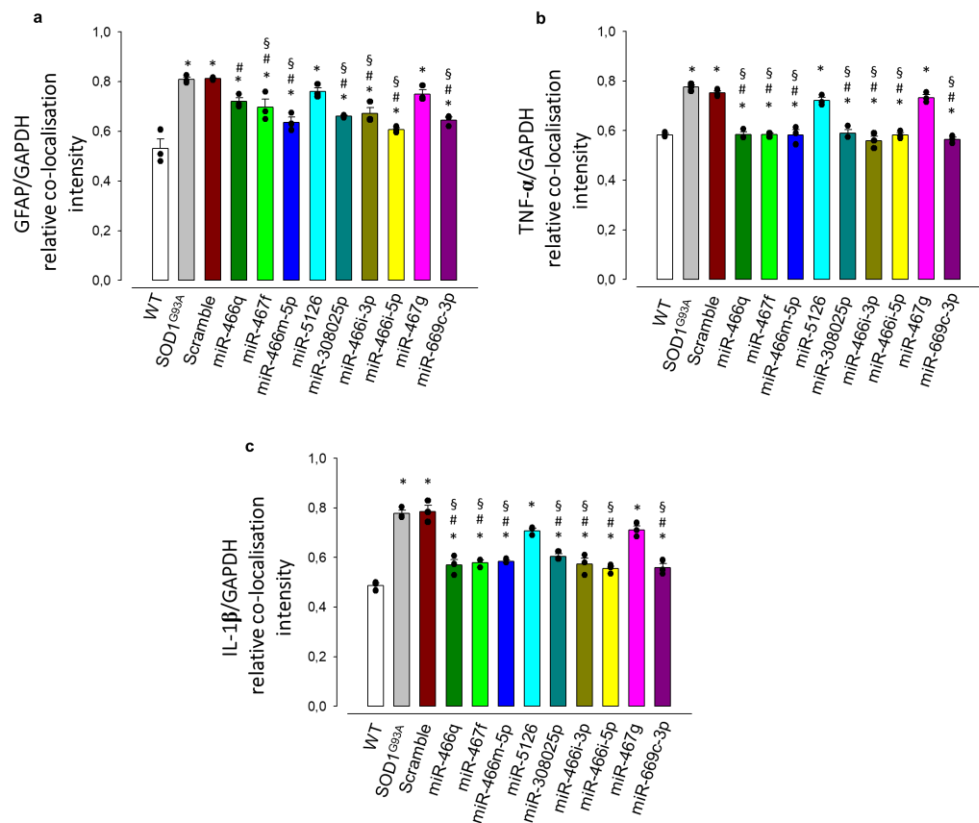 a
GFAP/GAPDH
relative co-localisation
intensity
1,0
0,8
0,6
0,4
0,2
0,0
*
*
#
*
§
#
*
§
#
*
*
§
#
*
§
#
*
§
#
*
*
§
#
*
WT
SOD1G93A
Scramble
miR-466q
miR-467f
miR-466m-5p
miR-5126
miR-308025p
miR-466i-3p
miR-466i-5p
miR-467g
miR-669c-3p
b
TNF-α/GAPDH
relative co-localisation
intensity
1,0
0,8
0,6
0,4
0,2
0,0
*
*
§
#
*
§
#
*
§
#
*
*
§
#
*
§
#
*
§
#
*
*
§
#
*
WT
SOD1G93A
Scramble
miR-466q
miR-467f
miR-466m-5p
miR-5126
miR-308025p
miR-466i-3p
miR-466i-5p
miR-467g
miR-669c-3p
c
IL-1β/GAPDH
relative co-localisation
intensity
1,0
0,8
0,6
0,4
0,2
0,0
*
*
§
#
*
§
#
*
§
#
*
*
§
#
*
§
#
*
§
#
*
*
§
#
*
WT
SOD1G93A
Scramble
miR-466q
miR-467f
miR-466m-5p
miR-5126
miR-308025p
miR-466i-3p
miR-466i-5p
miR-467g
miR-669c-3p